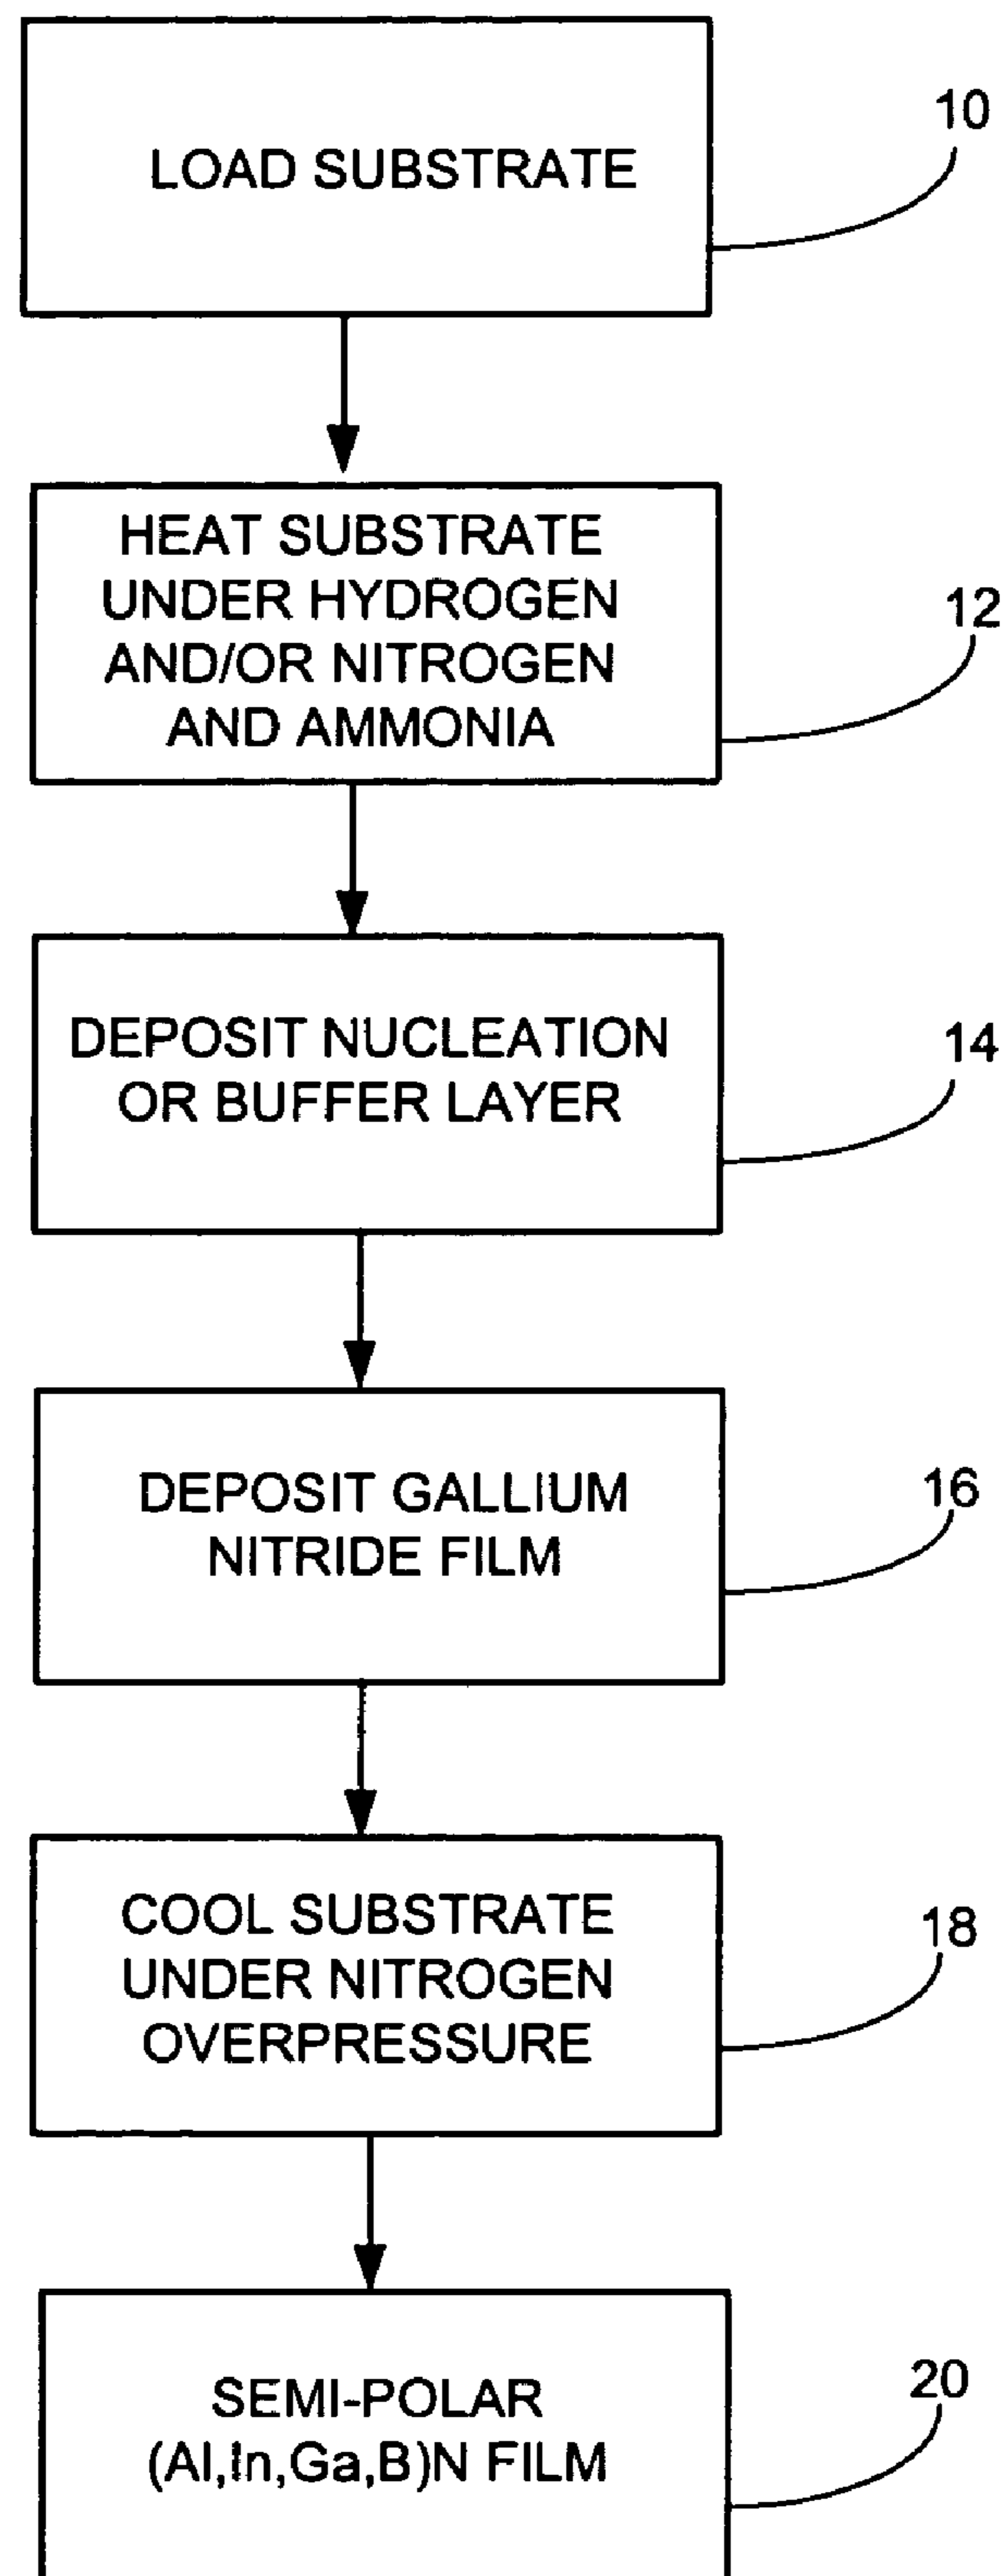 LOAD SUBSTRATE
10
HEAT SUBSTRATE
UNDER HYDROGEN
AND/OR NITROGEN
AND AMMONIA
12
DEPOSIT NUCLEATION
OR BUFFER LAYER
14
DEPOSIT GALLIUM
NITRIDE FILM
16
COOL SUBSTRATE
UNDER NITROGEN
OVERPRESSURE
18
SEMI-POLAR
(Al,In,Ga,B)N FILM
20